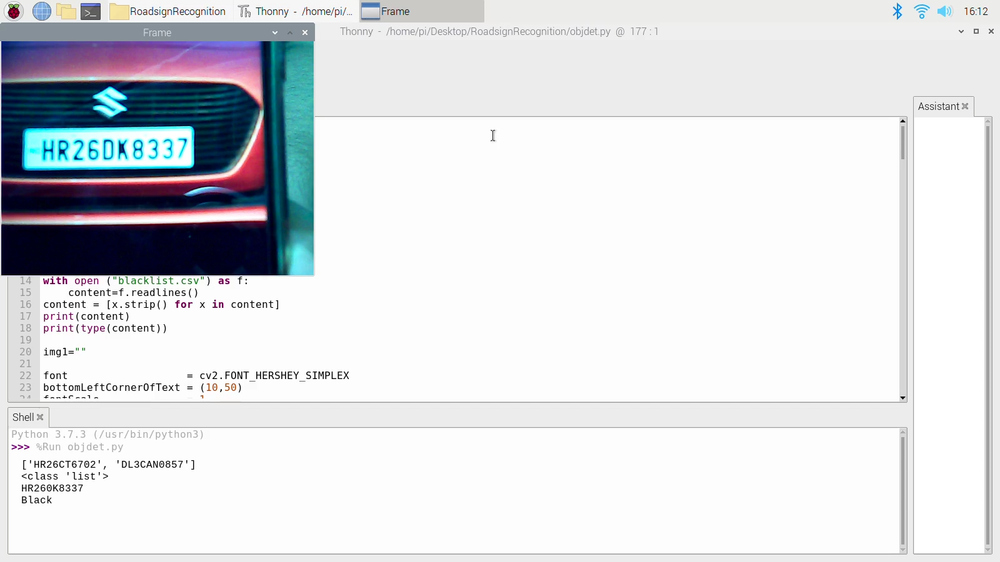 RoadsignRecognition
Thonny - /home/pi/...
Frame
16:12
Frame
Thonny - /home/pi/Desktop/RoadsignRecognition/objdet.py @ 177 : 1
HR26DK8337
Assistant
14 with open ("blacklist.csv") as f:
15     content=f.readlines()
16 content = [x.strip() for x in content]
17 print(content)
18 print(type(content))
19
20 img1=""
21
22 font                   = cv2.FONT_HERSHEY_SIMPLEX
23 bottomLeftCornerOfText = (10,50)
24 fontScale              = 1
Shell
Python 3.7.3 (/usr/bin/python3)
>>> %Run objdet.py
['HR26CT6702', 'DL3CAN0857']
<class 'list'>
HR260K8337
Black